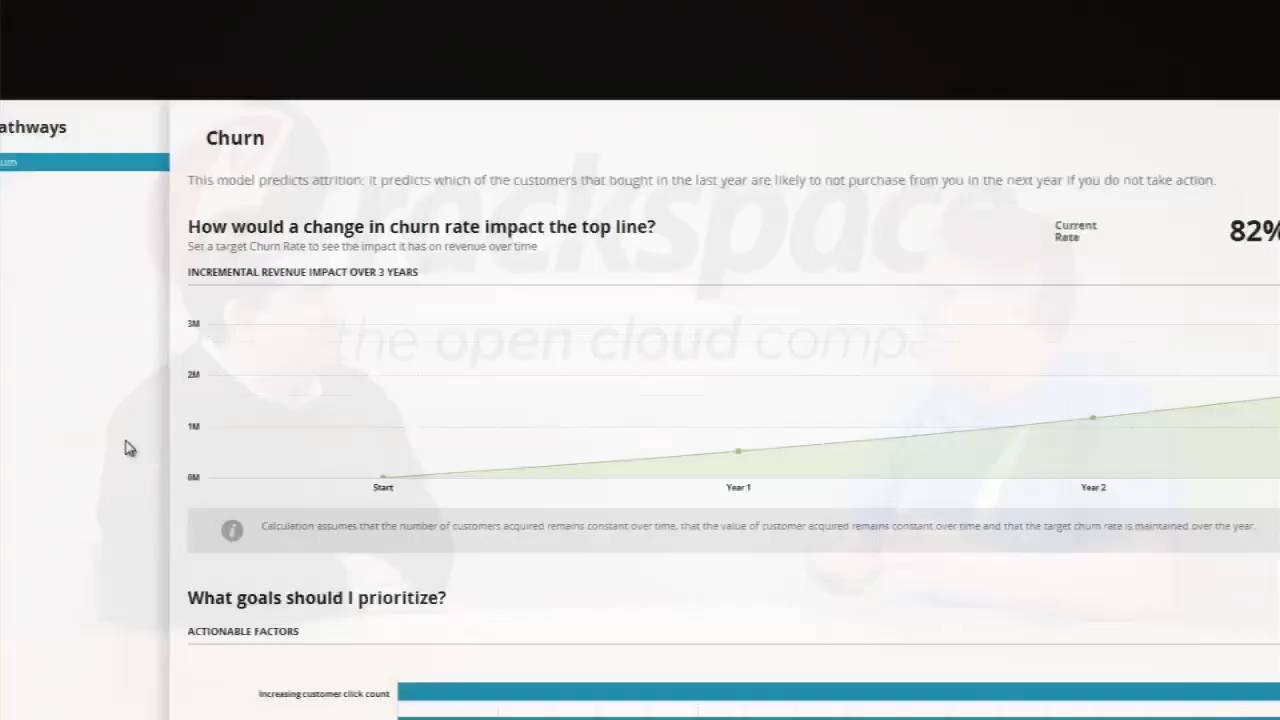 athways
Churn
This model predicts attrition; it predicts which of the customers that bought in the last year are likely to not purchase from you in the next year if you do not take action.
How would a change in churn rate impact the top line?
Current
Rate
82%
Set a target Churn Rate to see the impact it has on revenue over time
INCREMENTAL REVENUE IMPACT OVER 3 YEARS
rackspac
the open cloud comp
3M
2M
1M
0M
Start
Year 1
Year 2
Calculation assumes that the number of customers acquired remains constant over time, that the value of customer acquired remains constant over time and that the target churn rate is maintained over the year.
What goals should I prioritize?
ACTIONABLE FACTORS
Increasing customer click count